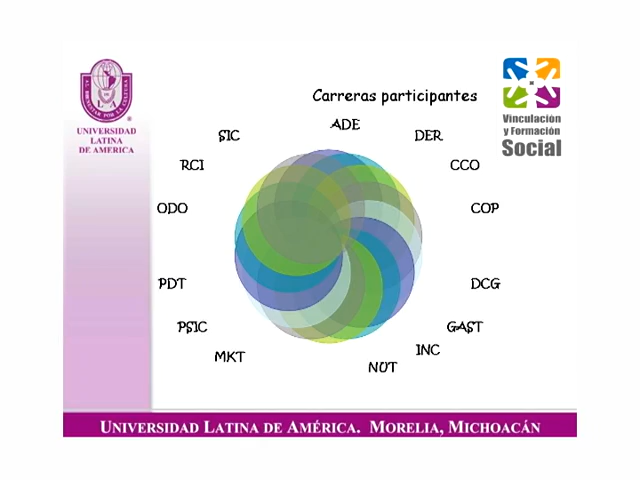 Carreras participantes
UNIVERSIDAD
LATINA
DE AMERICA
Vinculación
y Formación
Social
ADE
SIC
DER
RCI
CCO
ODO
COP
PDT
DCG
PSIC
GAST
MKT
INC
NUT
UNIVERSIDAD LATINA DE AMÉRICA. MORELIA, MICHOACÁN